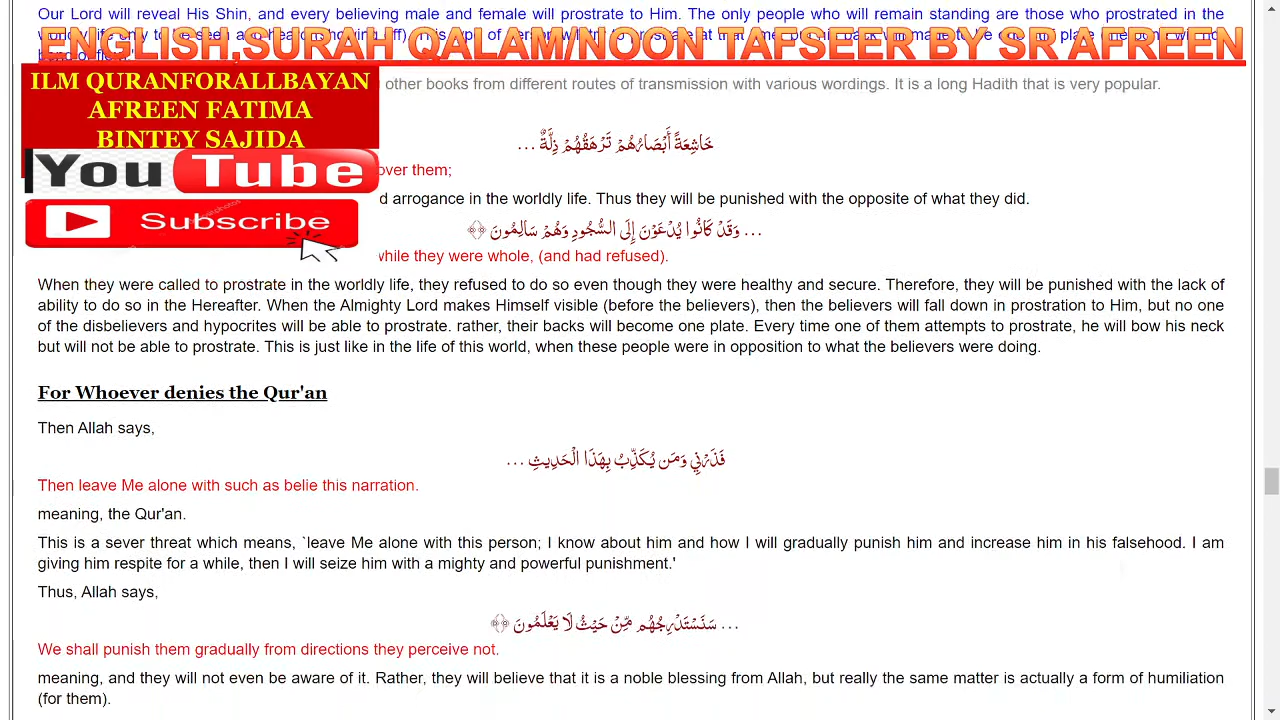 Our Lord will reveal His Shin, and every believing male and female will prostrate to Him. The only people who will remain standing are those who prostrated in the
ENGLISH,SURAH QALAM/NOON TAFSEER BY SR AFREEN
ILM QURANFORALLBAYAN
AFREEN FATIMA
BINTEY SAJIDA
YouTube
Subscribe
other books from different routes of transmission with various wordings. It is a long Hadith that is very popular.
خَاشِعَةً أَبْصَارُهُمْ تَرْهَقُهُمْ ذِلَّةٌ ...
over them;
d arrogance in the worldly life. Thus they will be punished with the opposite of what they did.
... وَقَدْ كَانُوا يُدْعَوْنَ إِلَى السُّجُودِ وَهُمْ سَالِمُونَ ﴿﴾
while they were whole, (and had refused).
When they were called to prostrate in the worldly life, they refused to do so even though they were healthy and secure. Therefore, they will be punished with the lack of
ability to do so in the Hereafter. When the Almighty Lord makes Himself visible (before the believers), then the believers will fall down in prostration to Him, but no one
of the disbelievers and hypocrites will be able to prostrate. rather, their backs will become one plate. Every time one of them attempts to prostrate, he will bow his neck
but will not be able to prostrate. This is just like in the life of this world, when these people were in opposition to what the believers were doing.
For Whoever denies the Qur'an
Then Allah says,
فَذَرْنِي وَمَن يُكَذِّبُ بِهَذَا الْحَدِيثِ ...
Then leave Me alone with such as belie this narration.
meaning, the Qur'an.
This is a sever threat which means, `leave Me alone with this person; I know about him and how I will gradually punish him and increase him in his falsehood. I am
giving him respite for a while, then I will seize him with a mighty and powerful punishment.'
Thus, Allah says,
... سَنَسْتَدْرِجُهُم مِّنْ حَيْثُ لَا يَعْلَمُونَ ﴿﴾
We shall punish them gradually from directions they perceive not.
meaning, and they will not even be aware of it. Rather, they will believe that it is a noble blessing from Allah, but really the same matter is actually a form of humiliation
(for them).